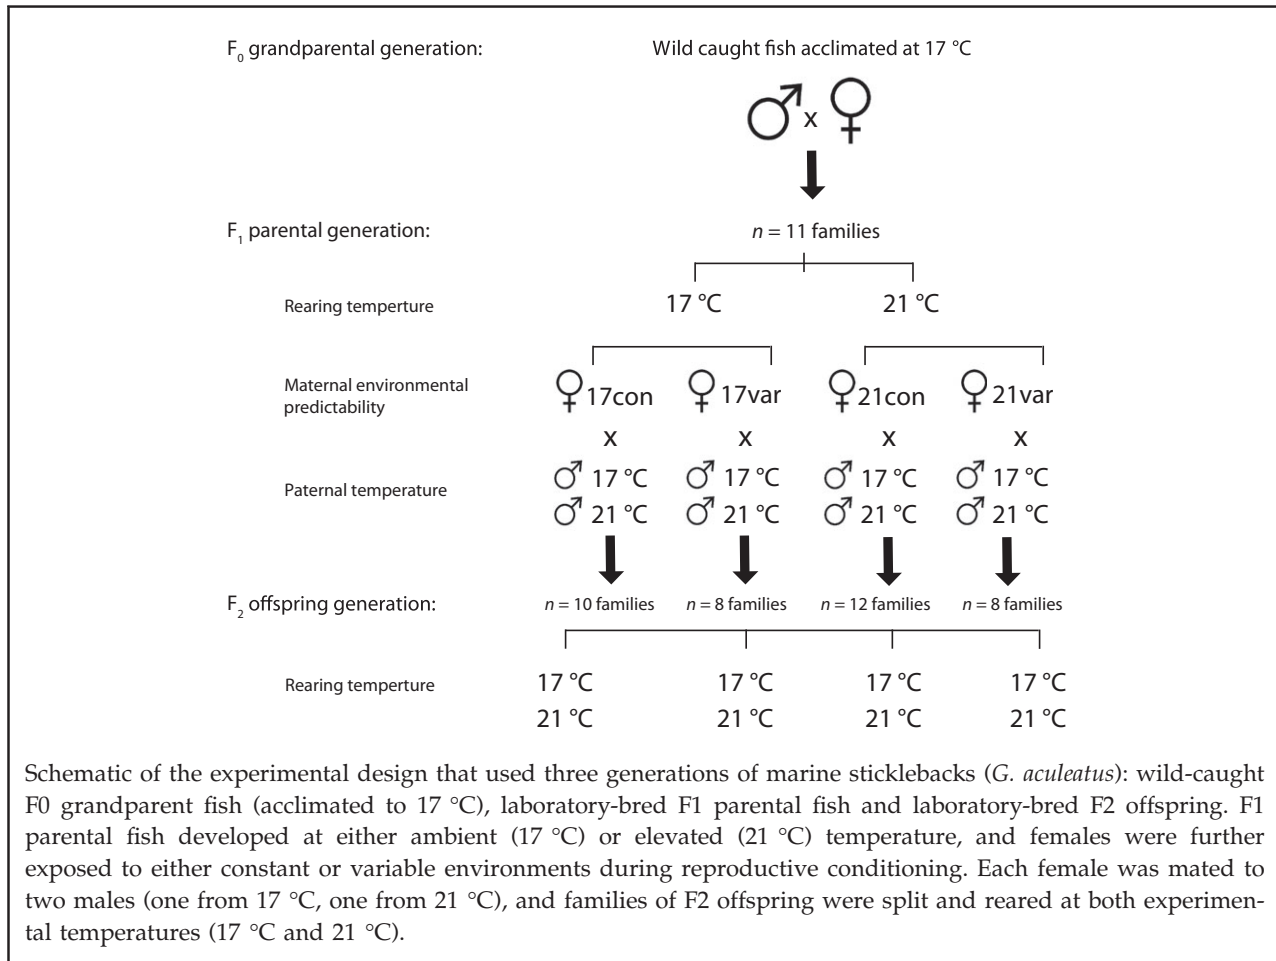 F0 grandparental generation: Wild caught fish acclimated at 17 °C
x
F1 parental generation: n = 11 families
Rearing temperture 17 °C 21 °C
Maternal environmental
predictability
♀17con ♀17var ♀21con ♀21var
x x x x
Paternal temperature
♂ 17 °C ♂ 17 °C ♂ 17 °C ♂ 17 °C
♂ 21 °C ♂ 21 °C ♂ 21 °C ♂ 21 °C
F2 offspring generation: n = 10 families n = 8 families n = 12 families n = 8 families
Rearing temperture 17 °C 17 °C 17 °C 17 °C
21 °C 21 °C 21 °C 21 °C
Schematic of the experimental design that used three generations of marine sticklebacks (G. aculeatus): wild-caught
F0 grandparent fish (acclimated to 17 °C), laboratory-bred F1 parental fish and laboratory-bred F2 offspring. F1
parental fish developed at either ambient (17 °C) or elevated (21 °C) temperature, and females were further
exposed to either constant or variable environments during reproductive conditioning. Each female was mated to
two males (one from 17 °C, one from 21 °C), and families of F2 offspring were split and reared at both experimen-
tal temperatures (17 °C and 21 °C).